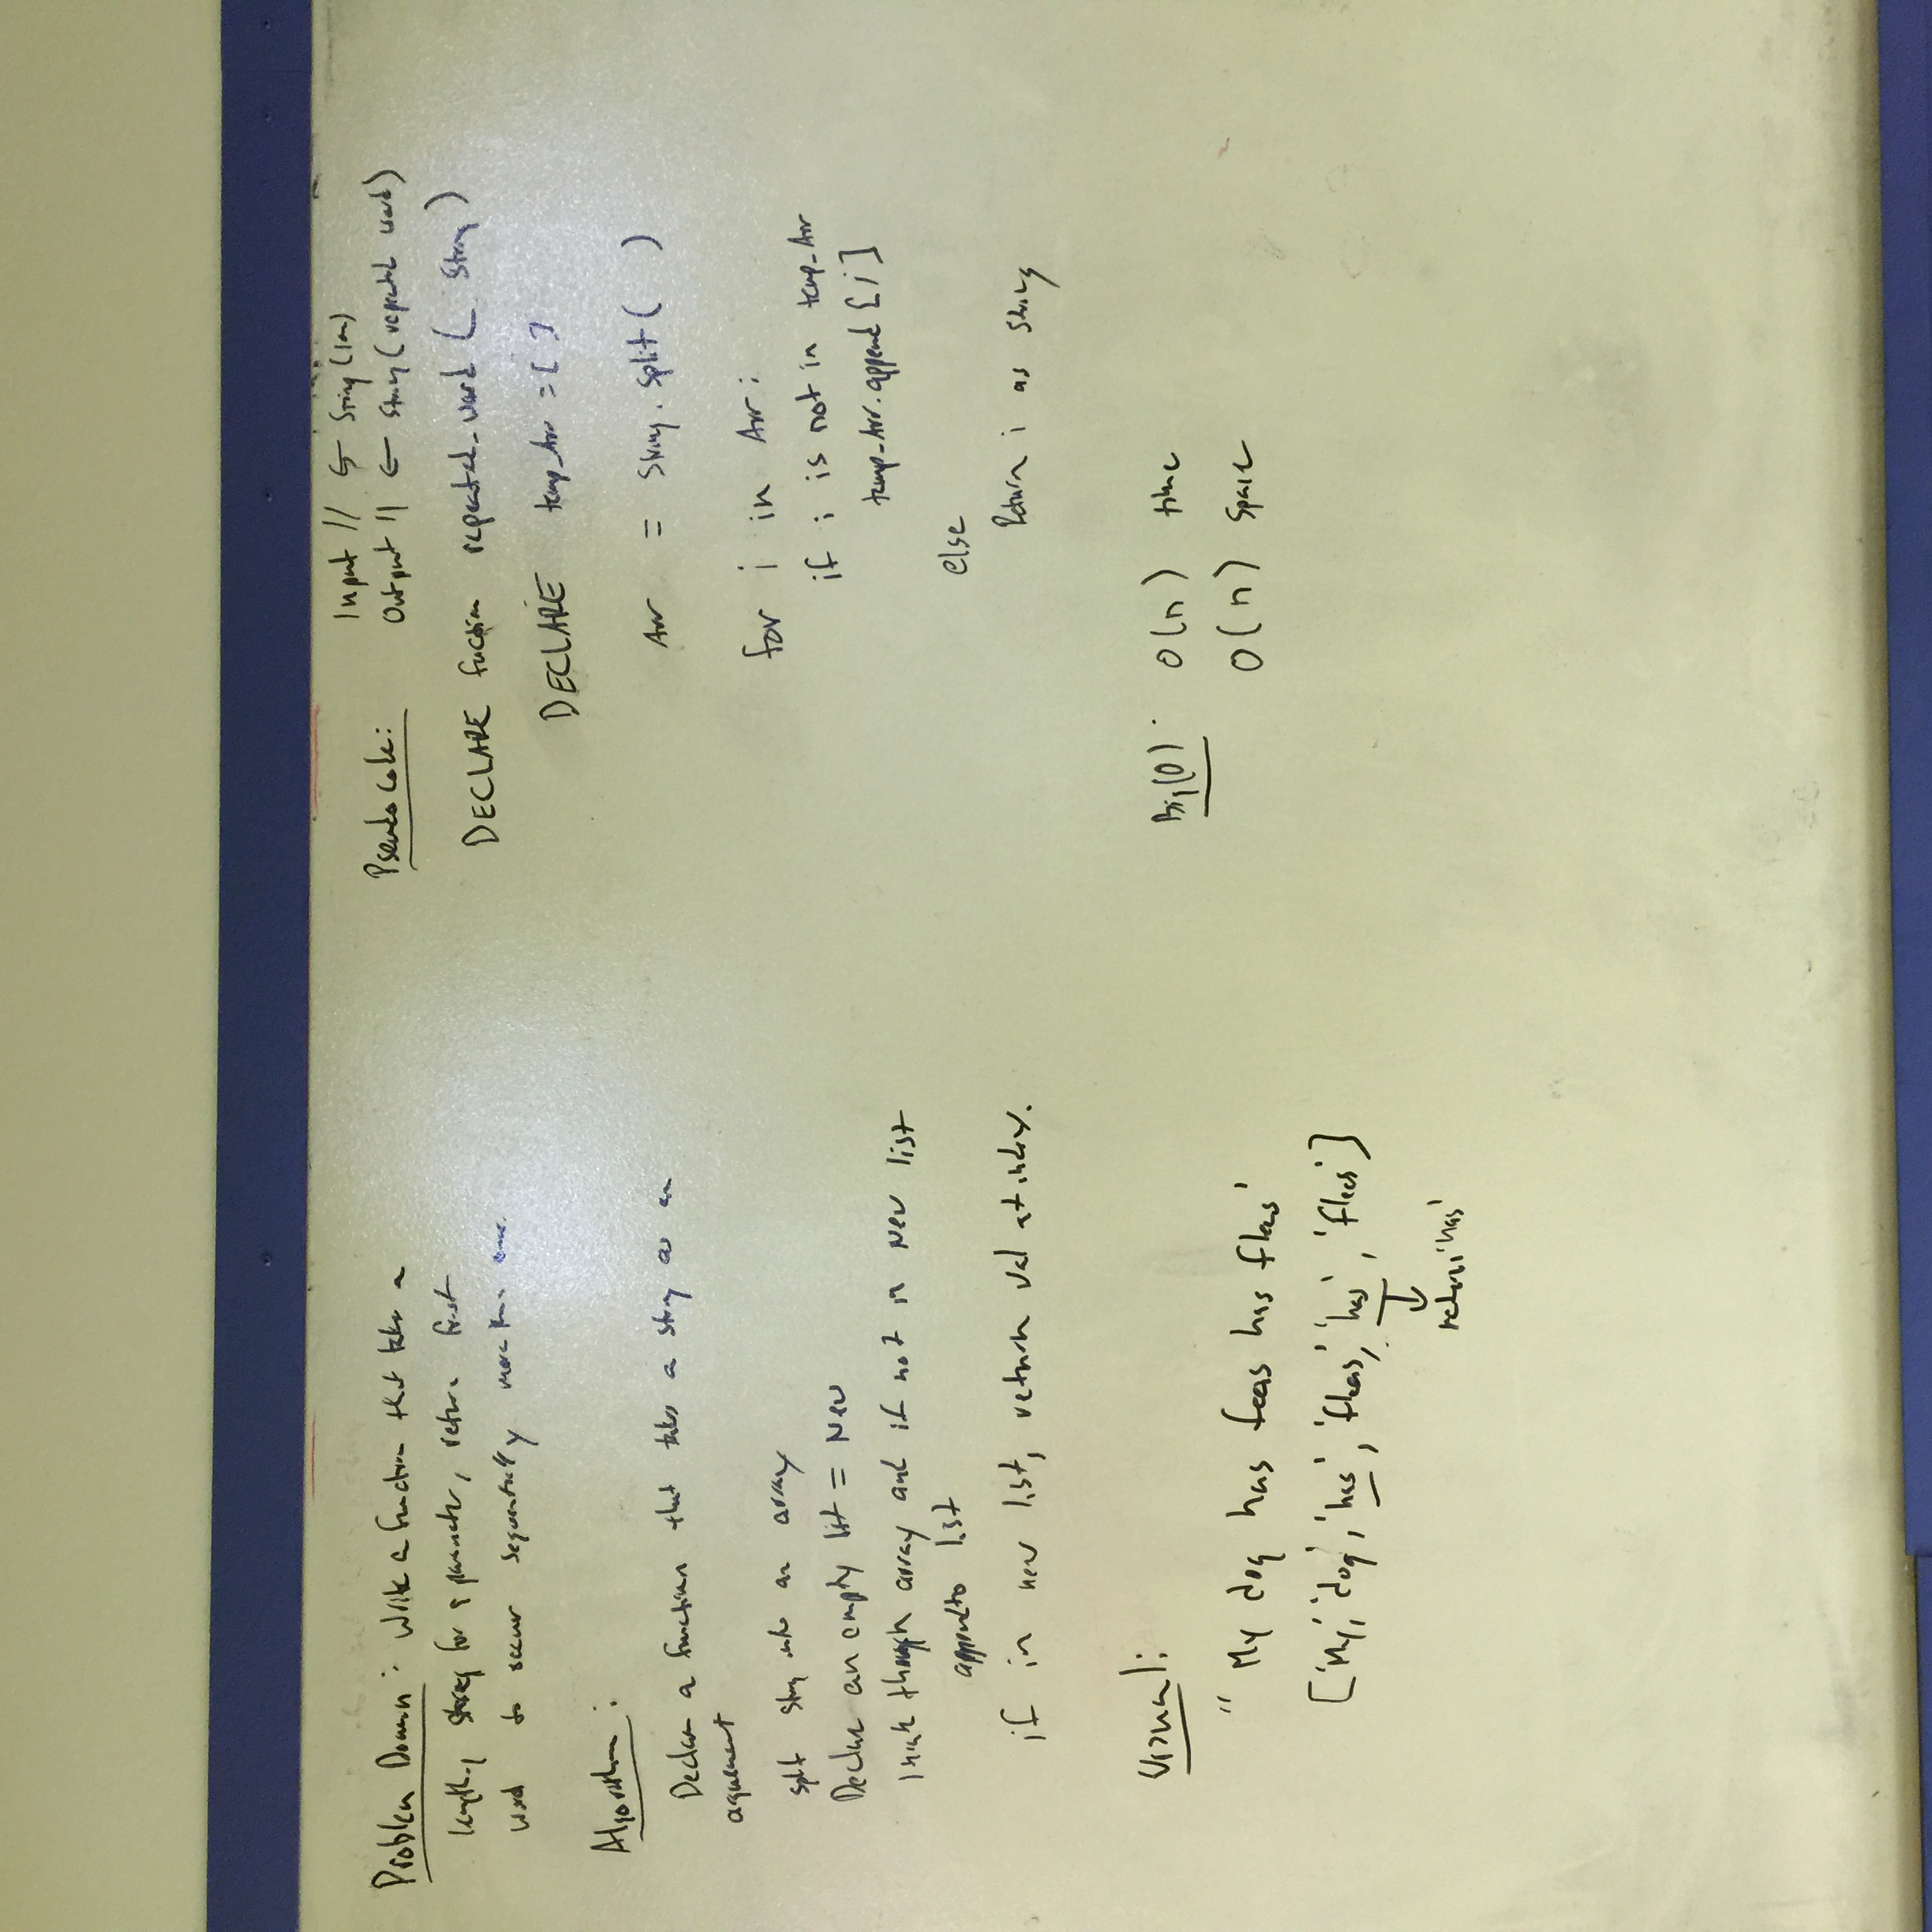 Problem Domain: Write a function that takes a
lengthy string for a parameter, return first
word to occur sequentially more than once.
Algorithm:
Declare a function that takes a string as an
arguement
split string into an array
Declare an empty list = New
through array and if not in New list
append to list
if in new list, return val at index.
Visual:
" My dog has feas has fleas'
['My', 'dog', 'has', 'fleas', 'has', 'fleas']
return 'has'
Input // ← String (lon)
Pseudo Code: Output // ← string (repeated word)
DECLARE fuction repeated_word ( String )
DECLARE temp_Arr = [ ]
Arr = String.split( )
for i in Arr:
if i is not in temp_Arr
temp_Arr.append [i]
else
Return i as string
Big(O): O(n) time
O(n) space